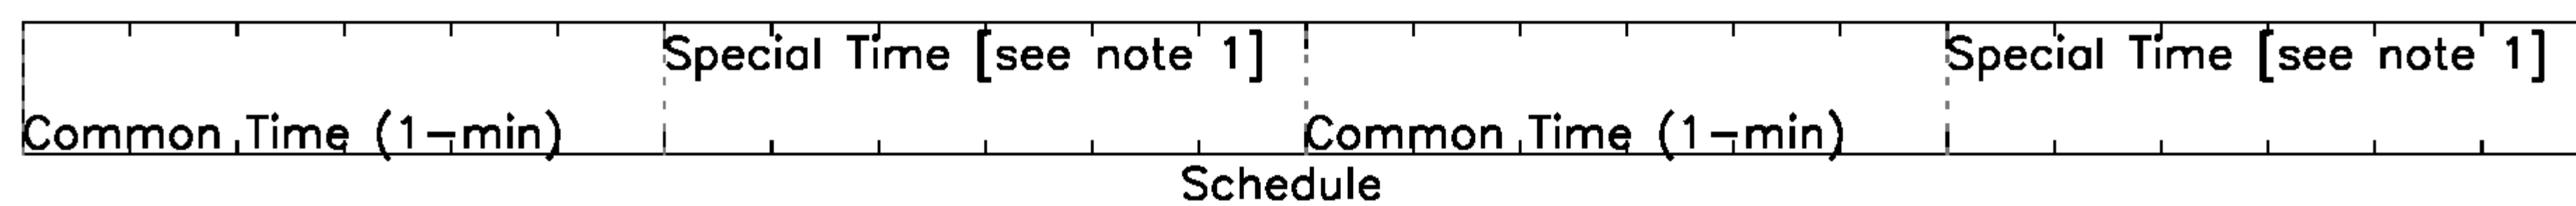 Special Time [see note 1]
Special Time [see note 1]
Common Time (1-min)
Common Time (1-min)
Schedule